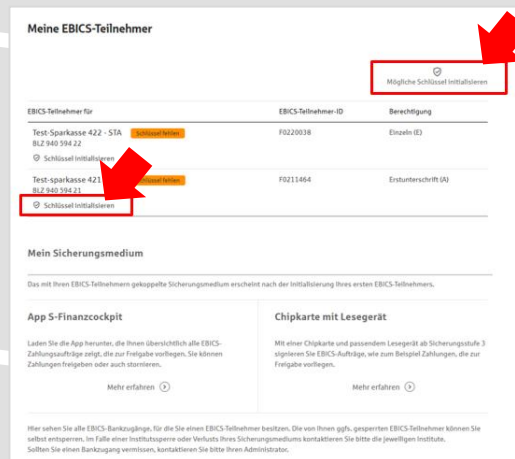 Meine EBICS-Teilnehmer
Mögliche Schlüssel initialisieren
EBICS-Teilnehmer für EBICS-Teilnehmer-ID Berechtigung
Test-Sparkasse 422 - STA Schlüssel fehlen F0220038 Einzeln (E)
BLZ 940 594 22
Schlüssel initialisieren
Test-sparkasse 421 Schlüssel fehlen F0211464 Erstunterschrift (A)
BLZ 940 594 21
Schlüssel initialisieren
Mein Sicherungsmedium
Das mit Ihren EBICS-Teilnehmern gekoppelte Sicherungsmedium erscheint nach der Initialisierung Ihres ersten EBICS-Teilnehmers.
App S-Finanzcockpit
Laden Sie die App herunter, die Ihnen übersichtlich alle EBICS-
Zahlungsaufträge zeigt, die zur Freigabe vorliegen. Sie können
Zahlungen freigeben oder auch stornieren.
Mehr erfahren
Chipkarte mit Lesegerät
Mit einer Chipkarte und passendem Lesegerät ab Sicherungsstufe 3
signieren Sie EBICS-Aufträge, wie zum Beispiel Zahlungen, die zur
Freigabe vorliegen.
Mehr erfahren
Hier sehen Sie alle EBICS-Bankzugänge, für die Sie einen EBICS-Teilnehmer besitzen. Die von Ihnen ggfs. gesperrten EBICS-Teilnehmer können Sie
selbst entsperren. Im Falle einer Institutssperre oder Verlusts Ihres Sicherungsmediums kontaktieren Sie bitte die jeweiligen Institute.
Sollten Sie einen Bankzugang vermissen, kontaktieren Sie bitte Ihren Administrator.